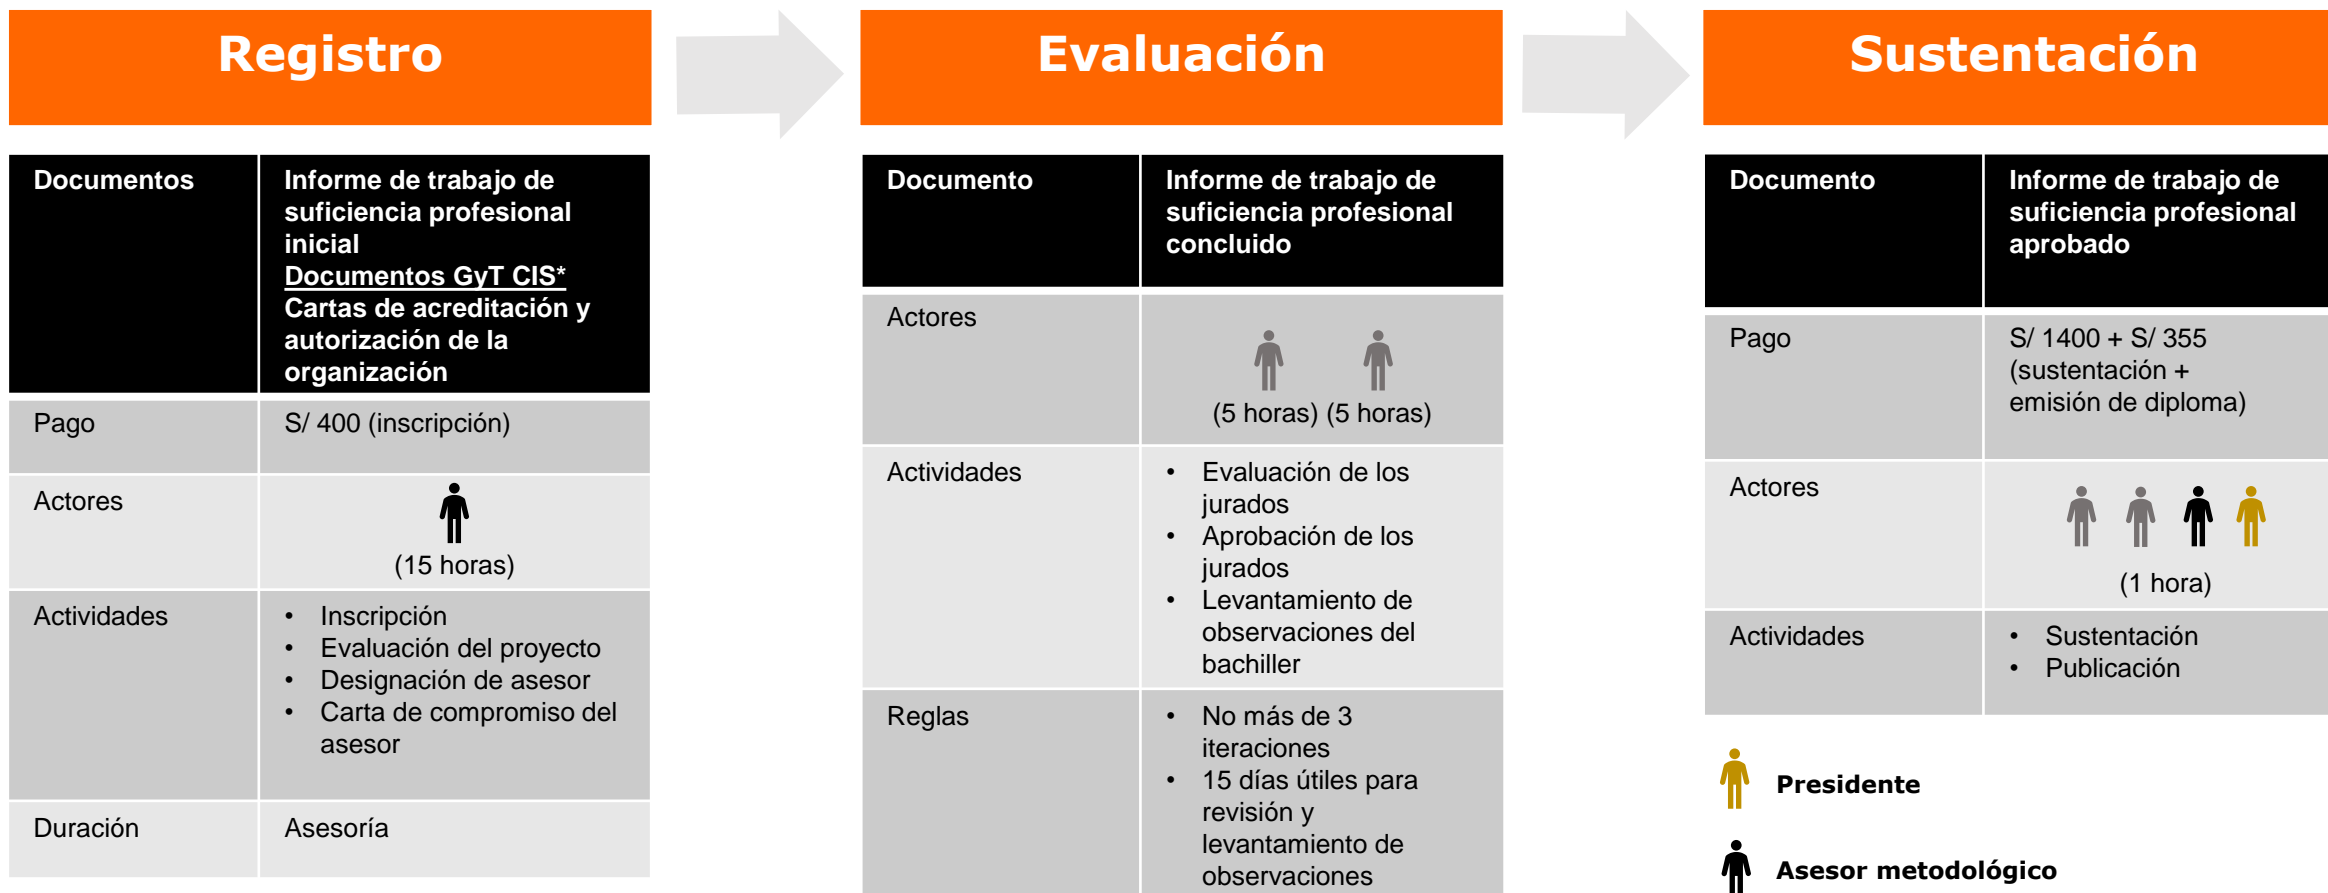 Registro
Documentos
Informe de trabajo de
suficiencia profesional
inicial
Documentos GyT CIS*
Cartas de acreditación y
autorización de la
organización
Pago
S/ 400 (inscripción)
Actores
(15 horas)
Actividades
• Inscripción
• Evaluación del proyecto
• Designación de asesor
• Carta de compromiso del
asesor
Duración
Asesoría
Evaluación
Documento
Informe de trabajo de
suficiencia profesional
concluido
Actores
(5 horas) (5 horas)
Actividades
• Evaluación de los
jurados
• Aprobación de los
jurados
• Levantamiento de
observaciones del
bachiller
Reglas
• No más de 3
iteraciones
• 15 días útiles para
revisión y
levantamiento de
observaciones
Sustentación
Documento
Informe de trabajo de
suficiencia profesional
aprobado
Pago
S/ 1400 + S/ 355
(sustentación +
emisión de diploma)
Actores
(1 hora)
Actividades
• Sustentación
• Publicación
Presidente
Asesor metodológico